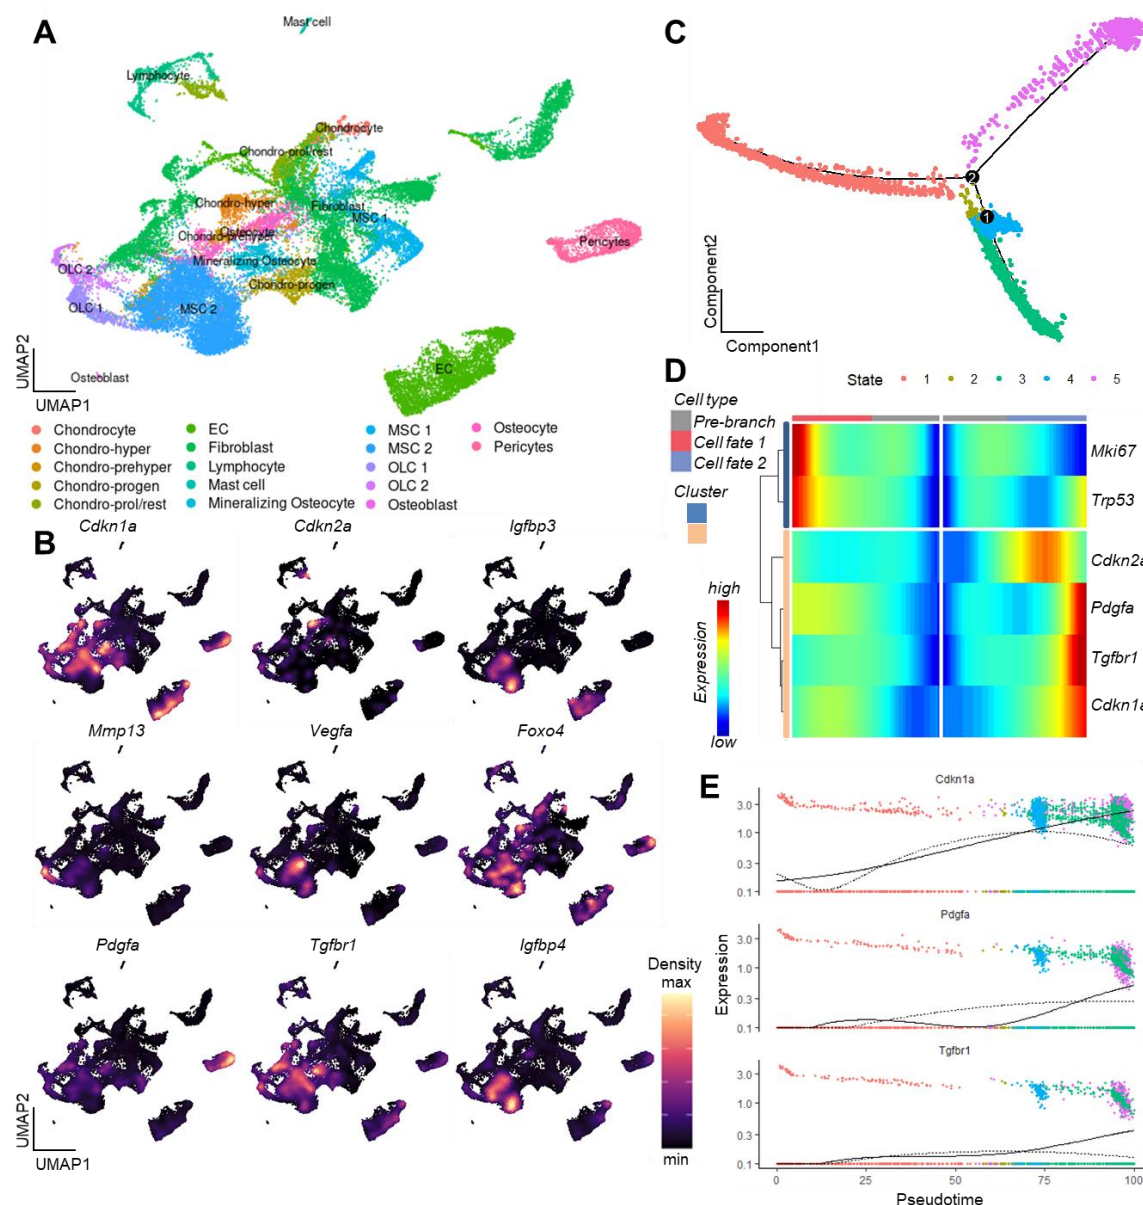 A
Mast cell
Lymphocyte
Chondrocyte
Chondro-prol/rest
Chondro-hyper
Fibroblast
MSC 1
Osteocyte
Chondro-prehyper
Pericytes
OLC 2
Mineralizing Osteocyte
Chondro-progen
OLC 1
MSC 2
EC
Osteoblast
UMAP2
UMAP1
Chondrocyte
Chondro-hyper
Chondro-prehyper
Chondro-progen
Chondro-prol/rest
EC
Fibroblast
Lymphocyte
Mast cell
Mineralizing Osteocyte
MSC 1
MSC 2
OLC 1
OLC 2
Osteoblast
Osteocyte
Pericytes
B
Cdkn1a
Cdkn2a
Igfbp3
Mmp13
Vegfa
Foxo4
Pdgfa
Tgfbr1
Igfbp4
Density
max
min
UMAP2
UMAP1
C
2
1
Component2
Component1
State 1 2 3 4 5
D
Cell type
Pre-branch
Cell fate 1
Cell fate 2
Cluster
high
Expression
low
Mki67
Trp53
Cdkn2a
Pdgfa
Tgfbr1
Cdkn1a
E
Cdkn1a
3.0
1.0
0.3
0.1
Pdgfa
3.0
1.0
0.3
0.1
Expression
Tgfbr1
3.0
1.0
0.3
0.1
0 25 50 75 100
Pseudotime